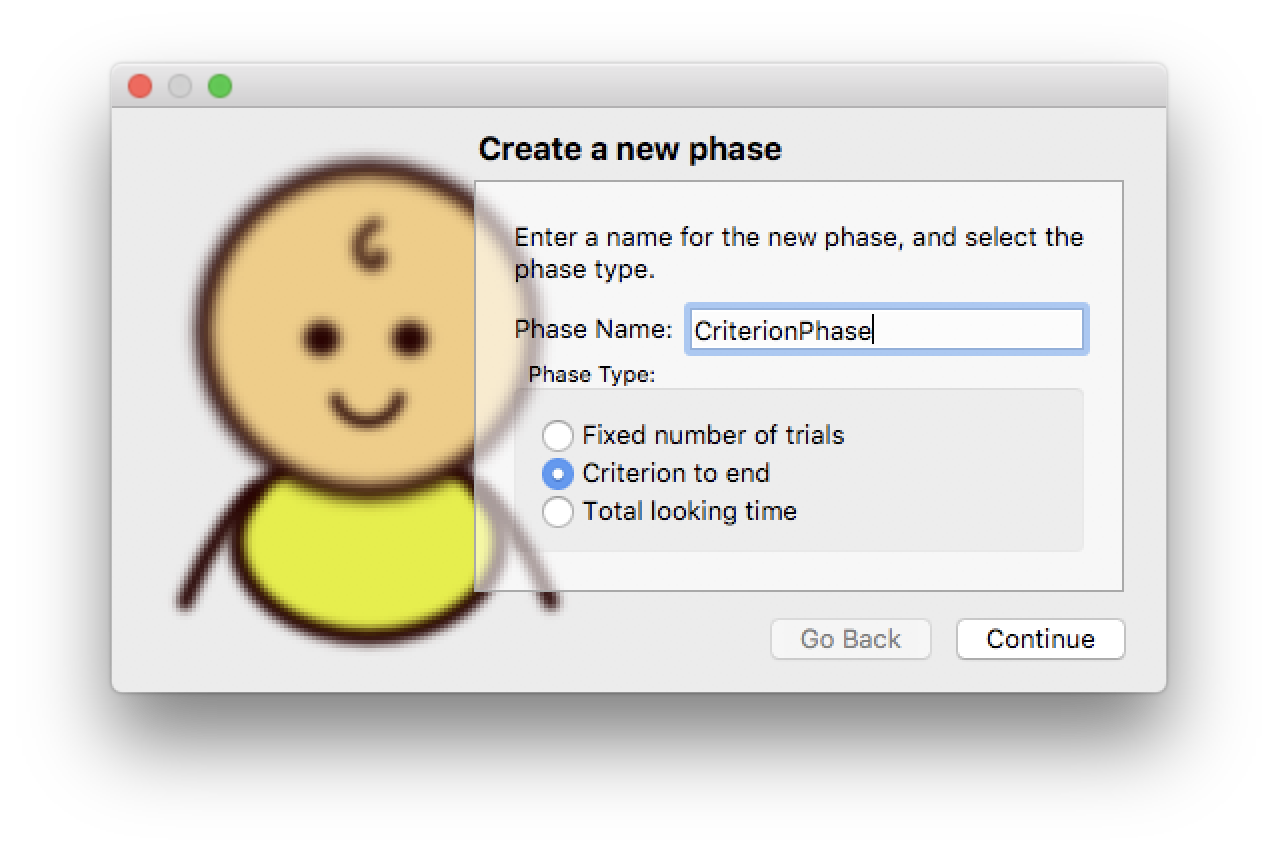 Create a new phase
Enter a name for the new phase, and select the
phase type.
Phase Name: CriterionPhase
Phase Type:
Fixed number of trials
Criterion to end
Total looking time
Go Back Continue